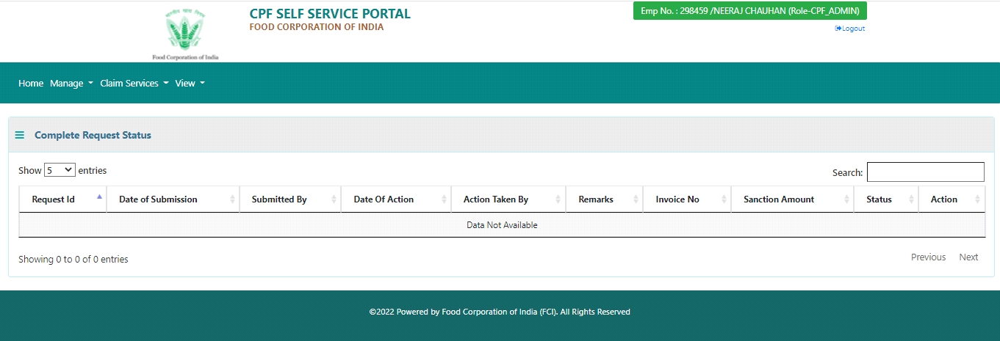 CPF SELF SERVICE PORTAL
FOOD CORPORATION OF INDIA
Food Corporation of India
Emp No. : 298459 /NEERAJ CHAUHAN (Role-CPF_ADMIN)
Logout
Home Manage Claim Services View
Complete Request Status
Show 5 entries
Search:
Request Id Date of Submission Submitted By Date Of Action Action Taken By Remarks Invoice No Sanction Amount Status Action
Data Not Available
Showing 0 to 0 of 0 entries
Previous Next
©2022 Powered by Food Corporation of India (FCI). All Rights Reserved